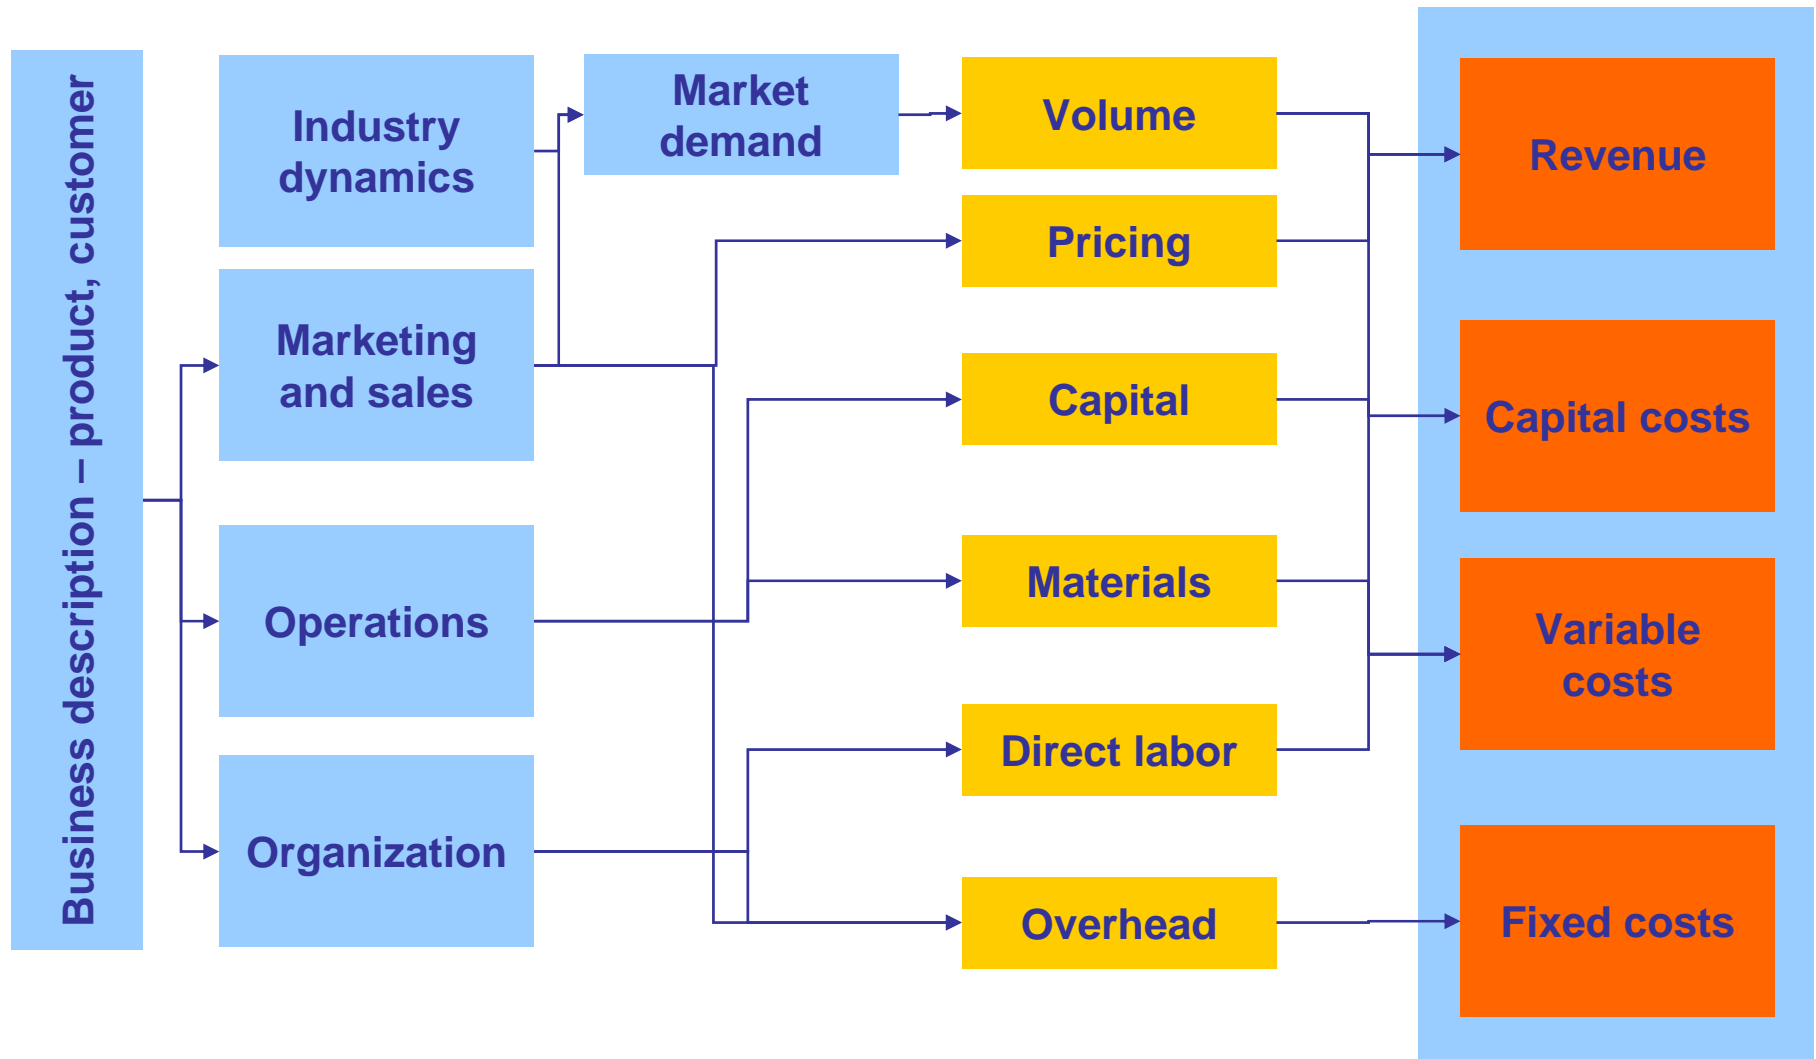 Business description – product, customer
Industry
dynamics
Marketing
and sales
Operations
Organization
Market
demand
Volume
Pricing
Capital
Materials
Direct labor
Overhead
Revenue
Capital costs
Variable
costs
Fixed costs